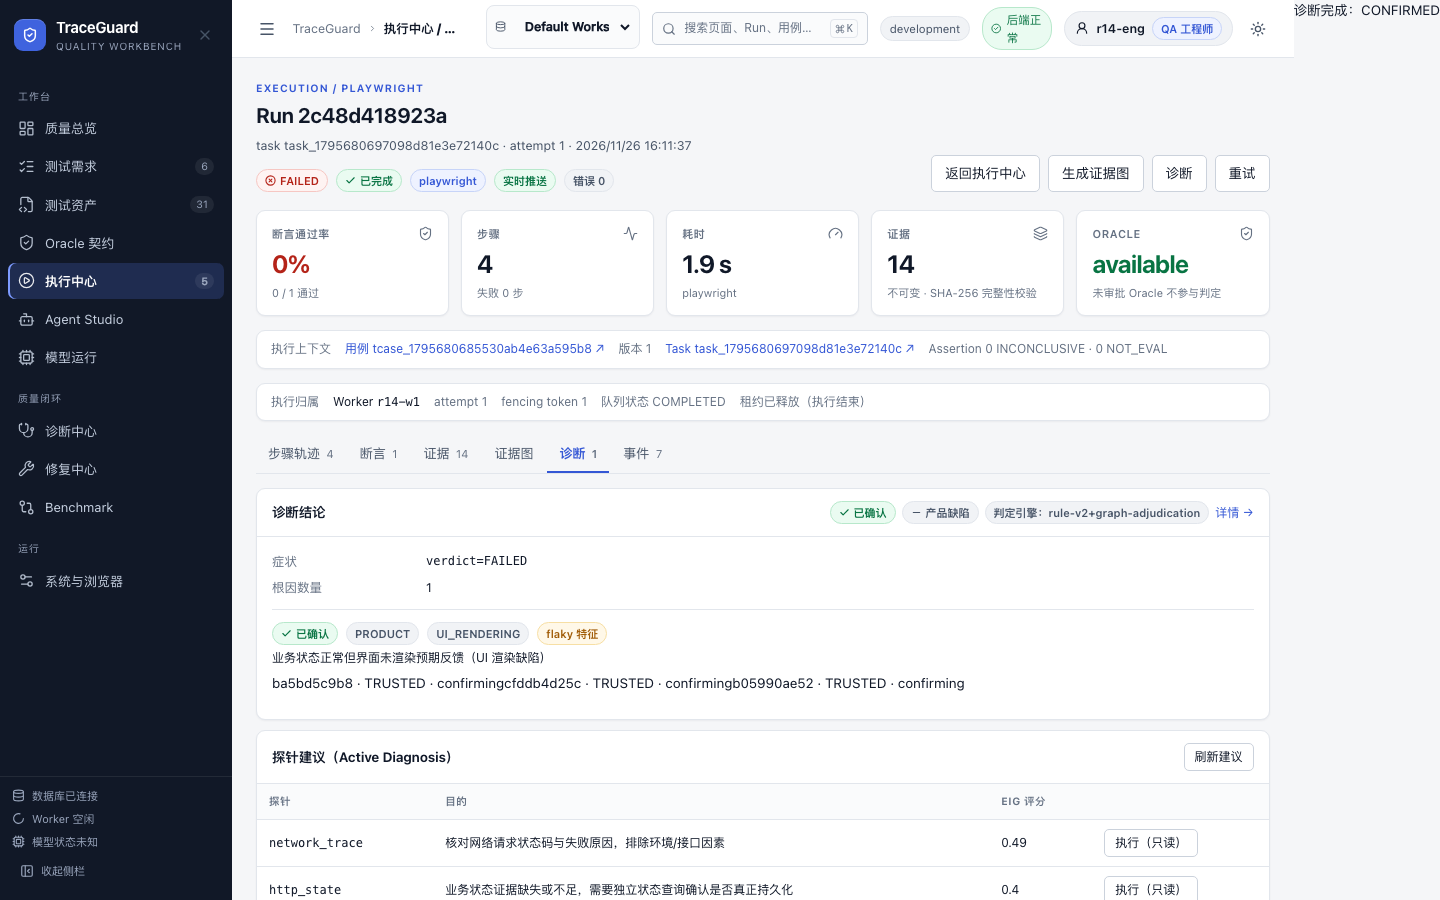 TraceGuard
QUALITY WORKBENCH
工作台
质量总览
测试需求 6
测试资产 31
Oracle 契约
执行中心 5
Agent Studio
模型运行
质量闭环
诊断中心
修复中心
Benchmark
运行
系统与浏览器
数据库已连接
Worker 空闲
模型状态未知
收起侧栏
TraceGuard › 执行中心 / ...
Default Works
搜索页面、Run、用例... ⌘K
development
后端正常
r14-eng QA 工程师
诊断完成：CONFIRMED
EXECUTION / PLAYWRIGHT
Run 2c48d418923a
task task_1795680697098d81e3e72140c · attempt 1 · 2026/11/26 16:11:37
FAILED 已完成 playwright 实时推送 错误 0
返回执行中心 生成证据图 诊断 重试
断言通过率
0%
0 / 1 通过
步骤
4
失败 0 步
耗时
1.9 s
playwright
证据
14
不可变 · SHA-256 完整性校验
ORACLE
available
未审批 Oracle 不参与判定
执行上下文 用例 tcase_1795680685530ab4e63a595b8 ↗ 版本 1 Task task_1795680697098d81e3e72140c ↗ Assertion 0 INCONCLUSIVE · 0 NOT_EVAL
执行归属 Worker r14-w1 attempt 1 fencing token 1 队列状态 COMPLETED 租约已释放（执行结束）
步骤轨迹 4 断言 1 证据 14 证据图 诊断 1 事件 7
诊断结论
已确认 产品缺陷 判定引擎：rule-v2+graph-adjudication 详情 →
症状 verdict=FAILED
根因数量 1
已确认 PRODUCT UI_RENDERING flaky 特征
业务状态正常但界面未渲染预期反馈（UI 渲染缺陷）
ba5bd5c9b8 · TRUSTED · confirmingcfddb4d25c · TRUSTED · confirmingb05990ae52 · TRUSTED · confirming
探针建议（Active Diagnosis）
刷新建议
探针 目的 EIG 评分
network_trace 核对网络请求状态码与失败原因，排除环境/接口因素 0.49 执行（只读）
http_state 业务状态证据缺失或不足，需要独立状态查询确认是否真正持久化 0.4 执行（只读）